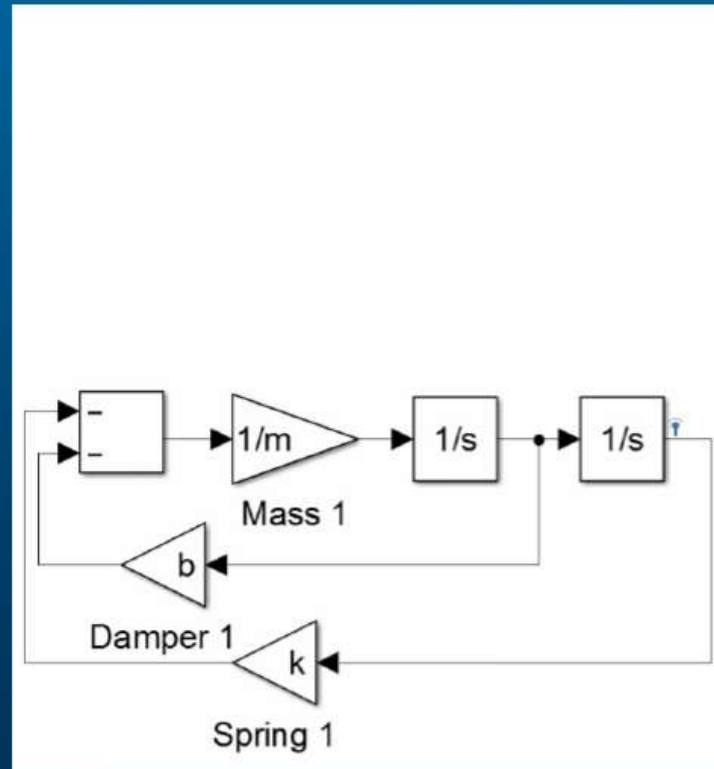 –
–
1/m
1/s
1/s
Mass 1
b
Damper 1
k
Spring 1